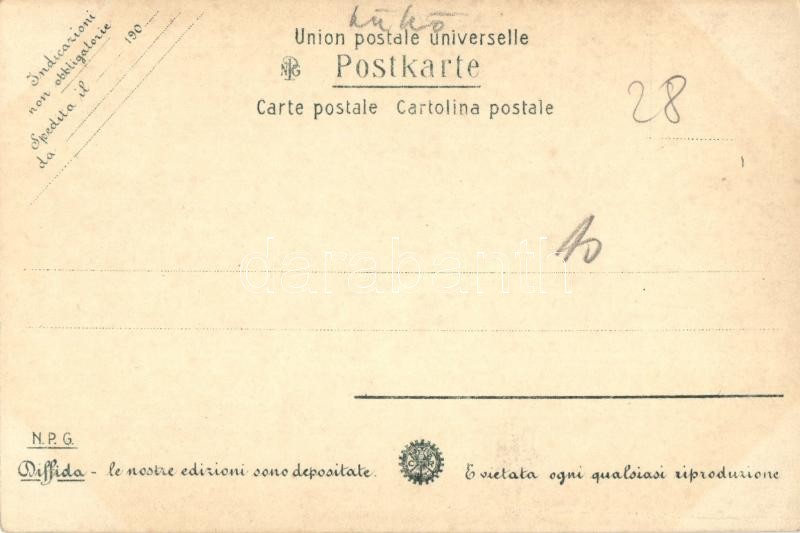 Indicazioni
non obbligatorie
Spedita il 190
da
Union postale universelle
NPG Postkarte
Carte postale Cartolina postale
28
10
darabanth
N.P.G.
Diffida - le nostre edizioni sono depositate. E vietata ogni qualsiasi riproduzione